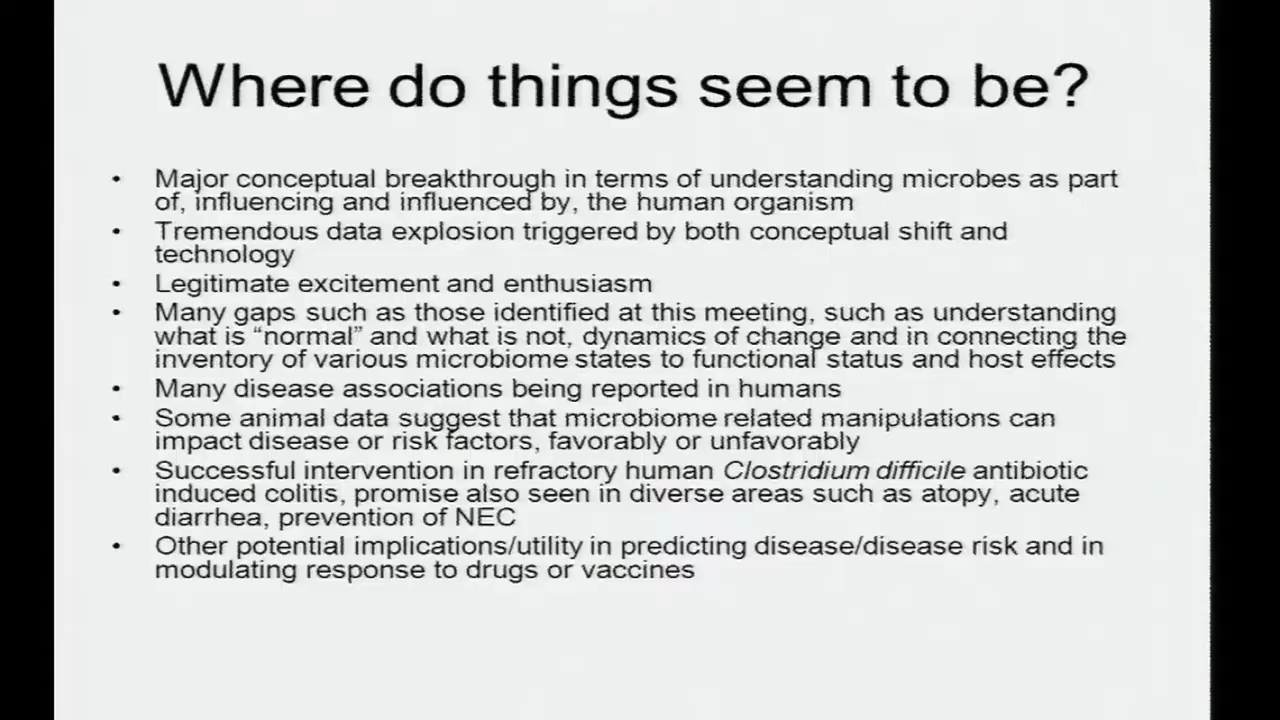 Where do things seem to be?
• Major conceptual breakthrough in terms of understanding microbes as part
of, influencing and influenced by, the human organism
• Tremendous data explosion triggered by both conceptual shift and
technology
• Legitimate excitement and enthusiasm
• Many gaps such as those identified at this meeting, such as understanding
what is “normal” and what is not, dynamics of change and in connecting the
inventory of various microbiome states to functional status and host effects
• Many disease associations being reported in humans
• Some animal data suggest that microbiome related manipulations can
impact disease or risk factors, favorably or unfavorably
• Successful intervention in refractory human Clostridium difficile antibiotic
induced colitis, promise also seen in diverse areas such as atopy, acute
diarrhea, prevention of NEC
• Other potential implications/utility in predicting disease/disease risk and in
modulating response to drugs or vaccines